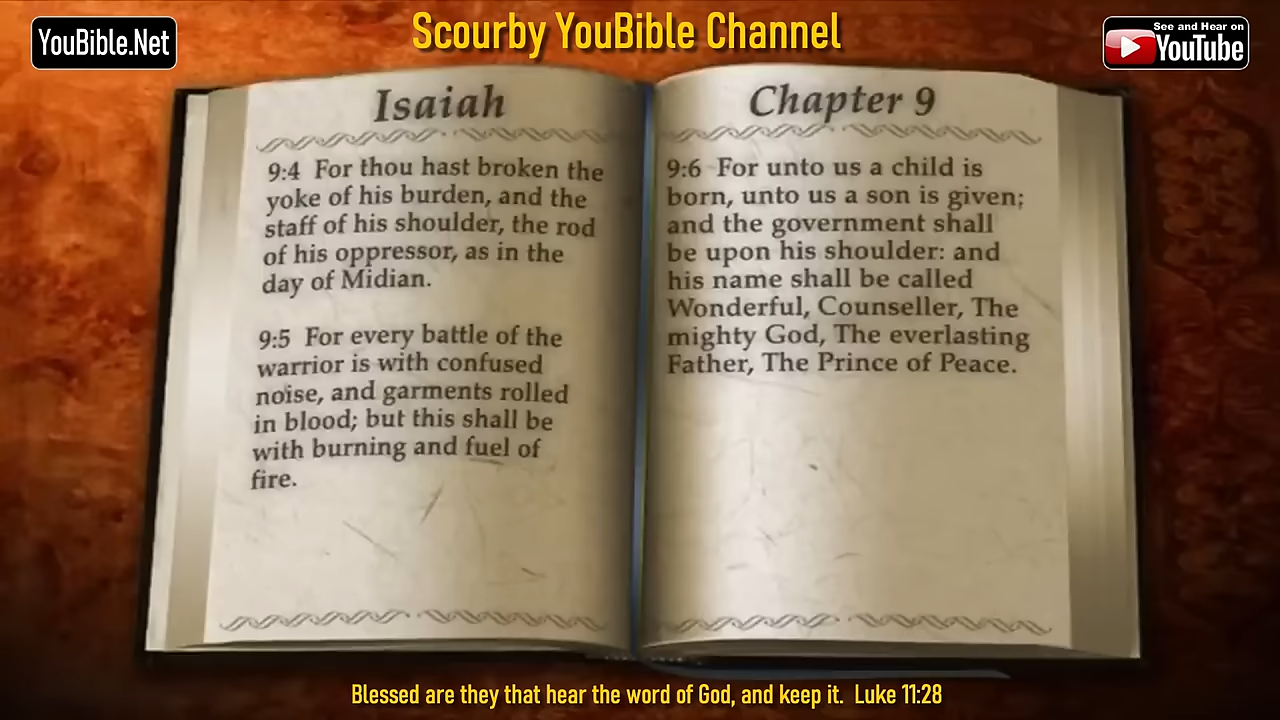 YouBible.Net
Scourby YouBible Channel
See and Hear on
YouTube
Isaiah
9:4 For thou hast broken the
yoke of his burden, and the
staff of his shoulder, the rod
of his oppressor, as in the
day of Midian.
9:5 For every battle of the
warrior is with confused
noise, and garments rolled
in blood; but this shall be
with burning and fuel of
fire.
Chapter 9
9:6 For unto us a child is
born, unto us a son is given;
and the government shall
be upon his shoulder: and
his name shall be called
Wonderful, Counseller, The
mighty God, The everlasting
Father, The Prince of Peace.
Blessed are they that hear the word of God, and keep it. Luke 11:28